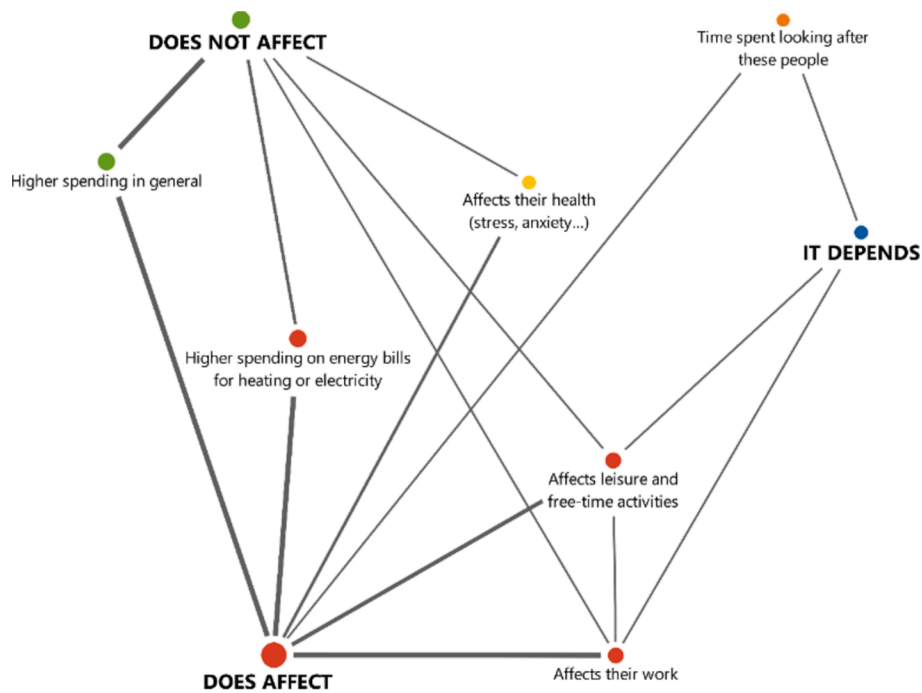 DOES NOT AFFECT
Time spent looking after
these people
Higher spending in general
Affects their health
(stress, anxiety...)
IT DEPENDS
Higher spending on energy bills
for heating or electricity
Affects leisure and
free-time activities
Affects their work
DOES AFFECT